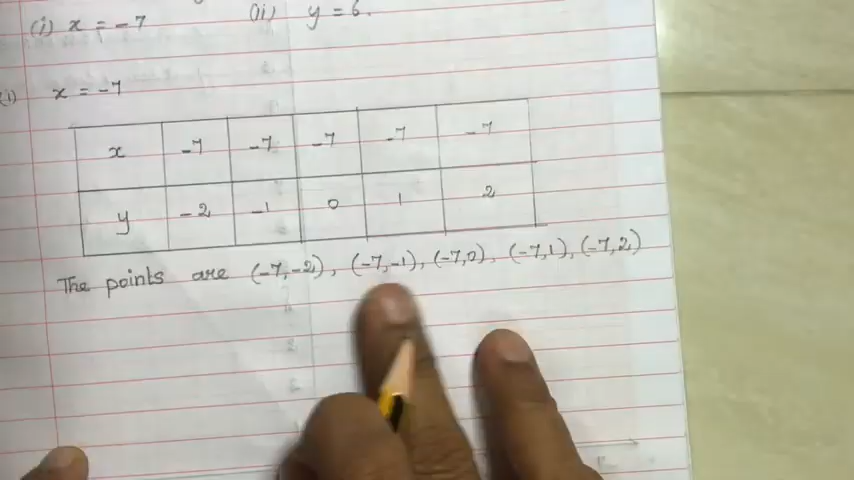 (i) x = -7 (ii) y = 6.
(i) x = -7
x -7 -7 -7 -7 -7
y -2 -1 0 1 2
The points are (-7,-2), (-7,-1), (-7,0), (-7,1), (-7,2)